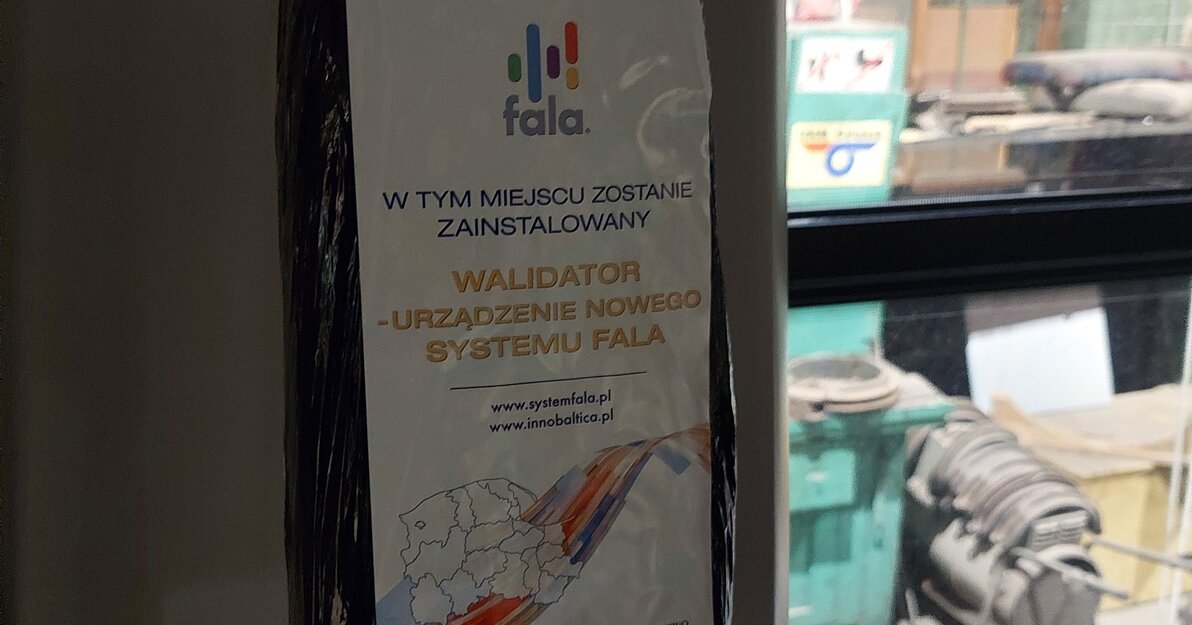 fala.
W TYM MIEJSCU ZOSTANIE
ZAINSTALOWANY
WALIDATOR
-URZĄDZENIE NOWEGO
SYSTEMU FALA
www.systemfala.pl
www.innobaltica.pl